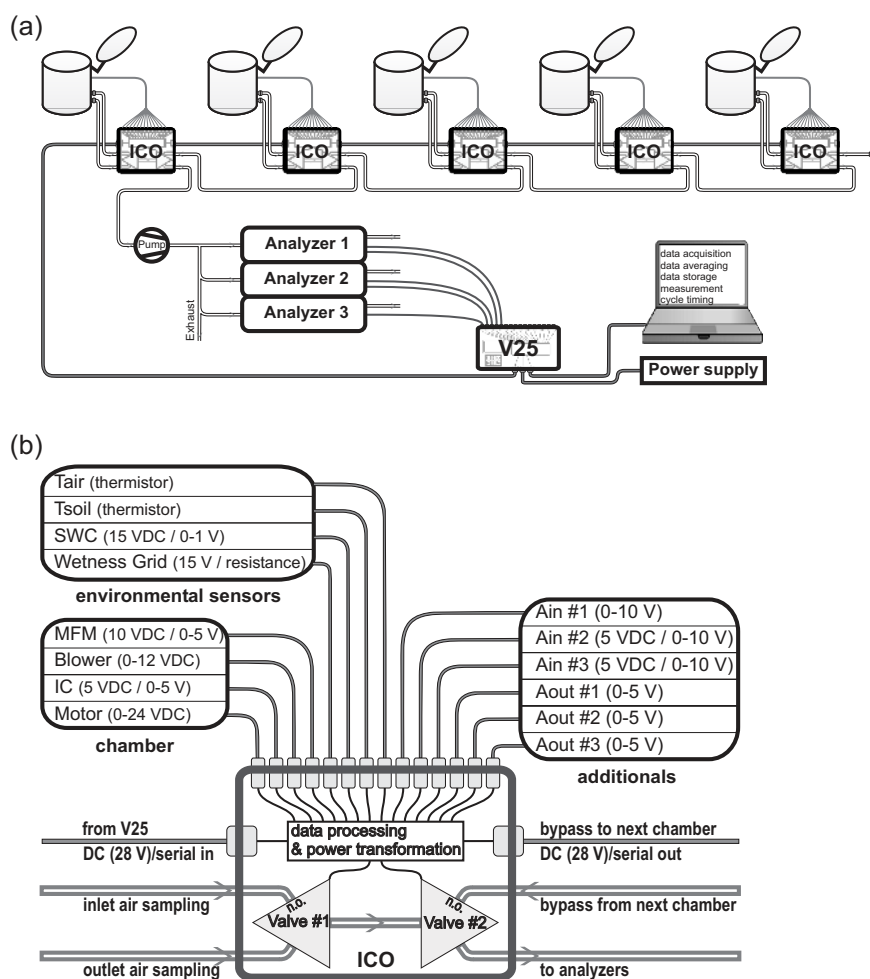 (a)
ICO
ICO
ICO
ICO
ICO
Pump
Exhaust
Analyzer 1
Analyzer 2
Analyzer 3
V25
data acquisition
data averaging
data storage
measurement
cycle timing
Power supply
(b)
Tair (thermistor)
Tsoil (thermistor)
SWC (15 VDC / 0-1 V)
Wetness Grid (15 V / resistance)
environmental sensors
MFM (10 VDC / 0-5 V)
Blower (0-12 VDC)
IC (5 VDC / 0-5 V)
Motor (0-24 VDC)
chamber
Ain #1 (0-10 V)
Ain #2 (5 VDC / 0-10 V)
Ain #3 (5 VDC / 0-10 V)
Aout #1 (0-5 V)
Aout #2 (0-5 V)
Aout #3 (0-5 V)
additionals
from V25
DC (28 V)/serial in
data processing
& power transformation
bypass to next chamber
DC (28 V)/serial out
inlet air sampling
n.o.
Valve #1
n.o.
Valve #2
bypass from next chamber
outlet air sampling
ICO
to analyzers